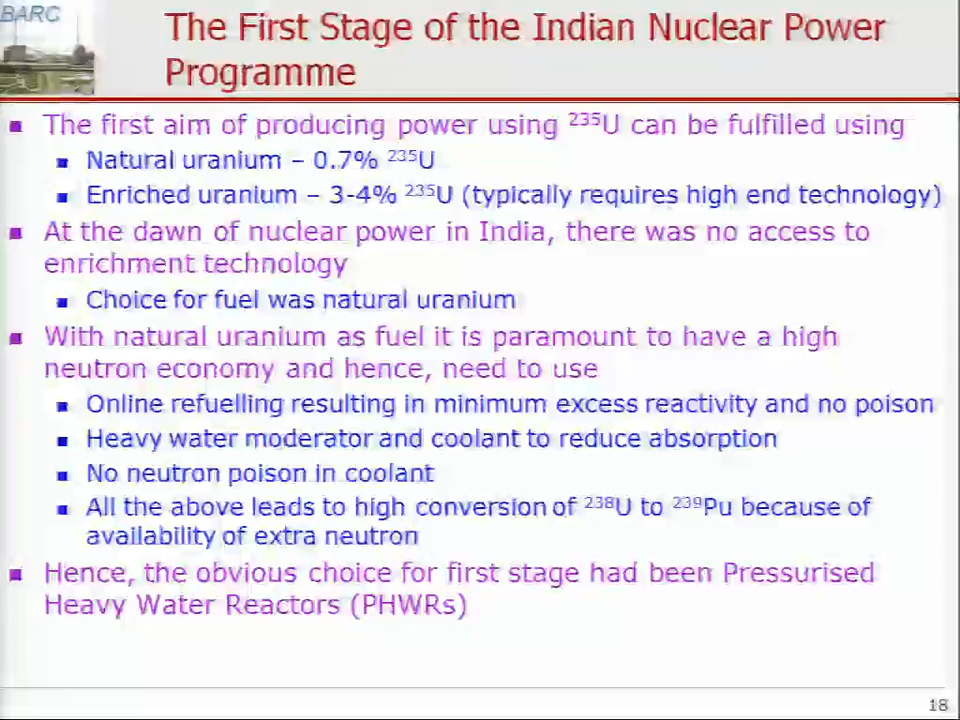 BARC
The First Stage of the Indian Nuclear Power
Programme
The first aim of producing power using ²³⁵U can be fulfilled using
Natural uranium – 0.7% ²³⁵U
Enriched uranium – 3-4% ²³⁵U (typically requires high end technology)
At the dawn of nuclear power in India, there was no access to
enrichment technology
Choice for fuel was natural uranium
With natural uranium as fuel it is paramount to have a high
neutron economy and hence, need to use
Online refuelling resulting in minimum excess reactivity and no poison
Heavy water moderator and coolant to reduce absorption
No neutron poison in coolant
All the above leads to high conversion of ²³⁸U to ²³⁹Pu because of
availability of extra neutron
Hence, the obvious choice for first stage had been Pressurised
Heavy Water Reactors (PHWRs)
18